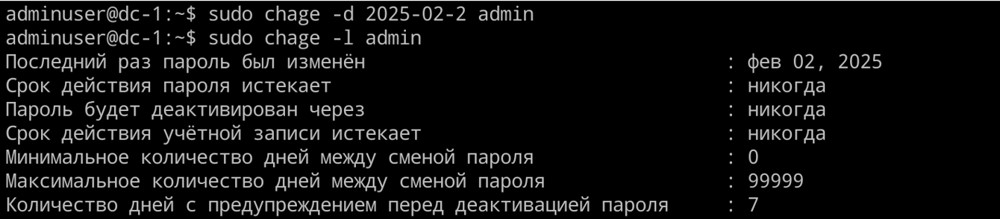 adminuser@dc-1:~$ sudo chage -d 2025-02-2 admin
adminuser@dc-1:~$ sudo chage -l admin
Последний раз пароль был изменён : фев 02, 2025
Срок действия пароля истекает : никогда
Пароль будет деактивирован через : никогда
Срок действия учётной записи истекает : никогда
Минимальное количество дней между сменой пароля : 0
Максимальное количество дней между сменой пароля : 99999
Количество дней с предупреждением перед деактивацией пароля : 7